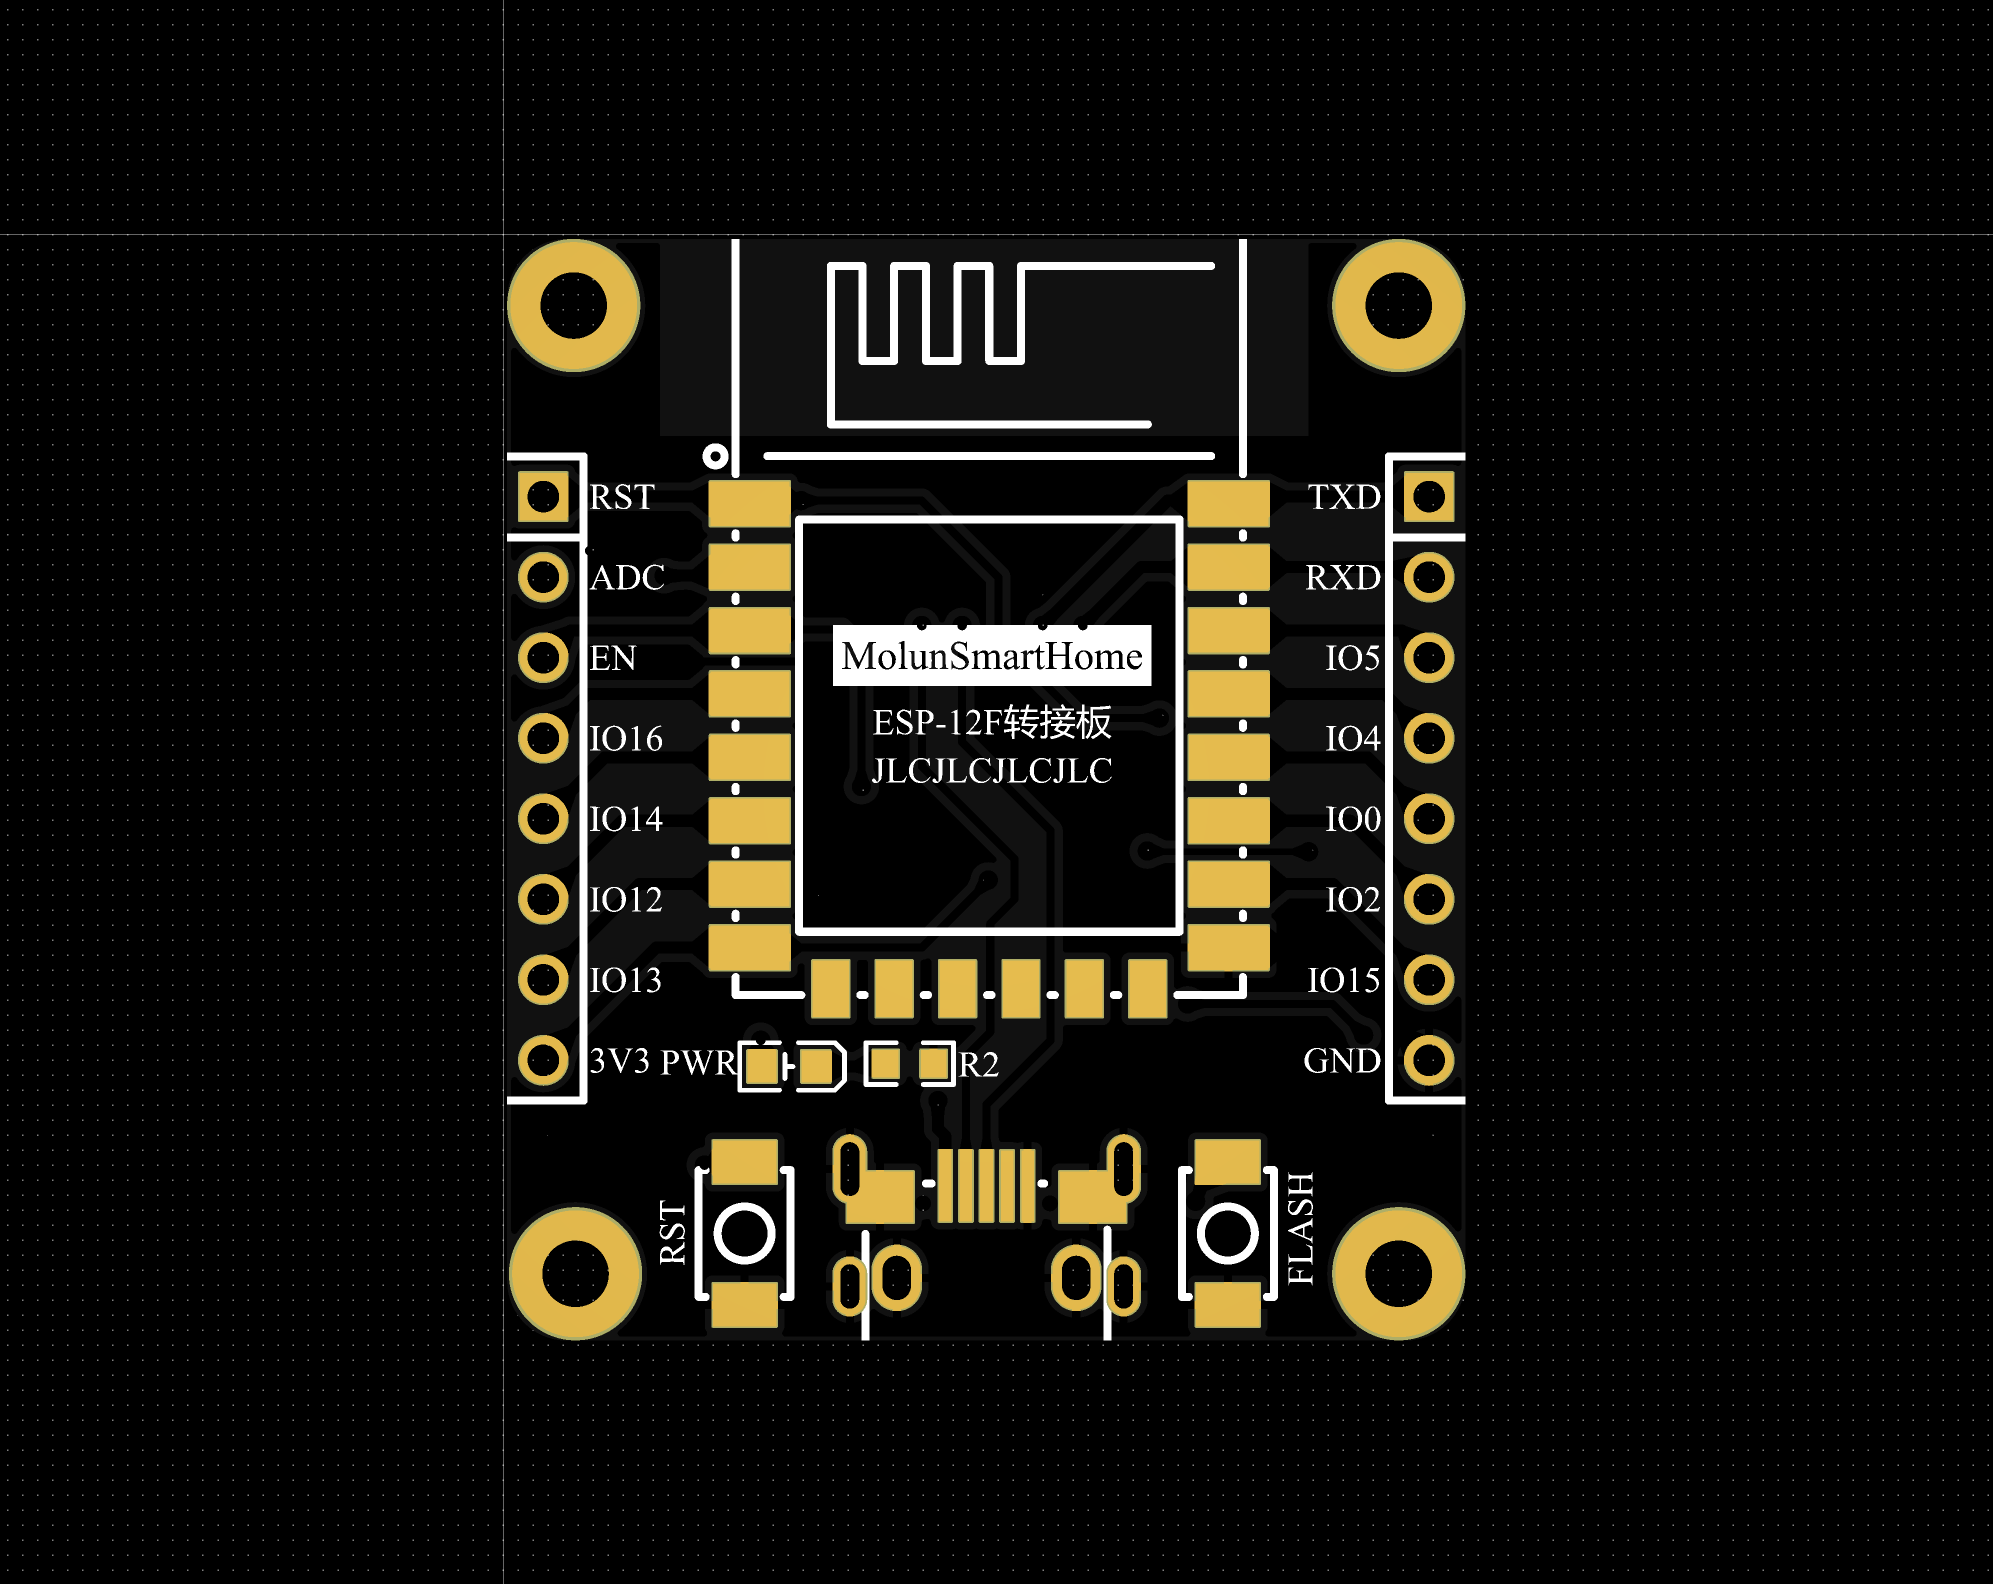 RST
TXD
ADC
RXD
EN
IO5
MolunSmartHome
IO16
ESP-12F转接板
IO4
JLCJLCJLCJLC
IO14
IO0
IO12
IO2
IO13
IO15
3V3 PWR
R2
GND
RST
FLASH